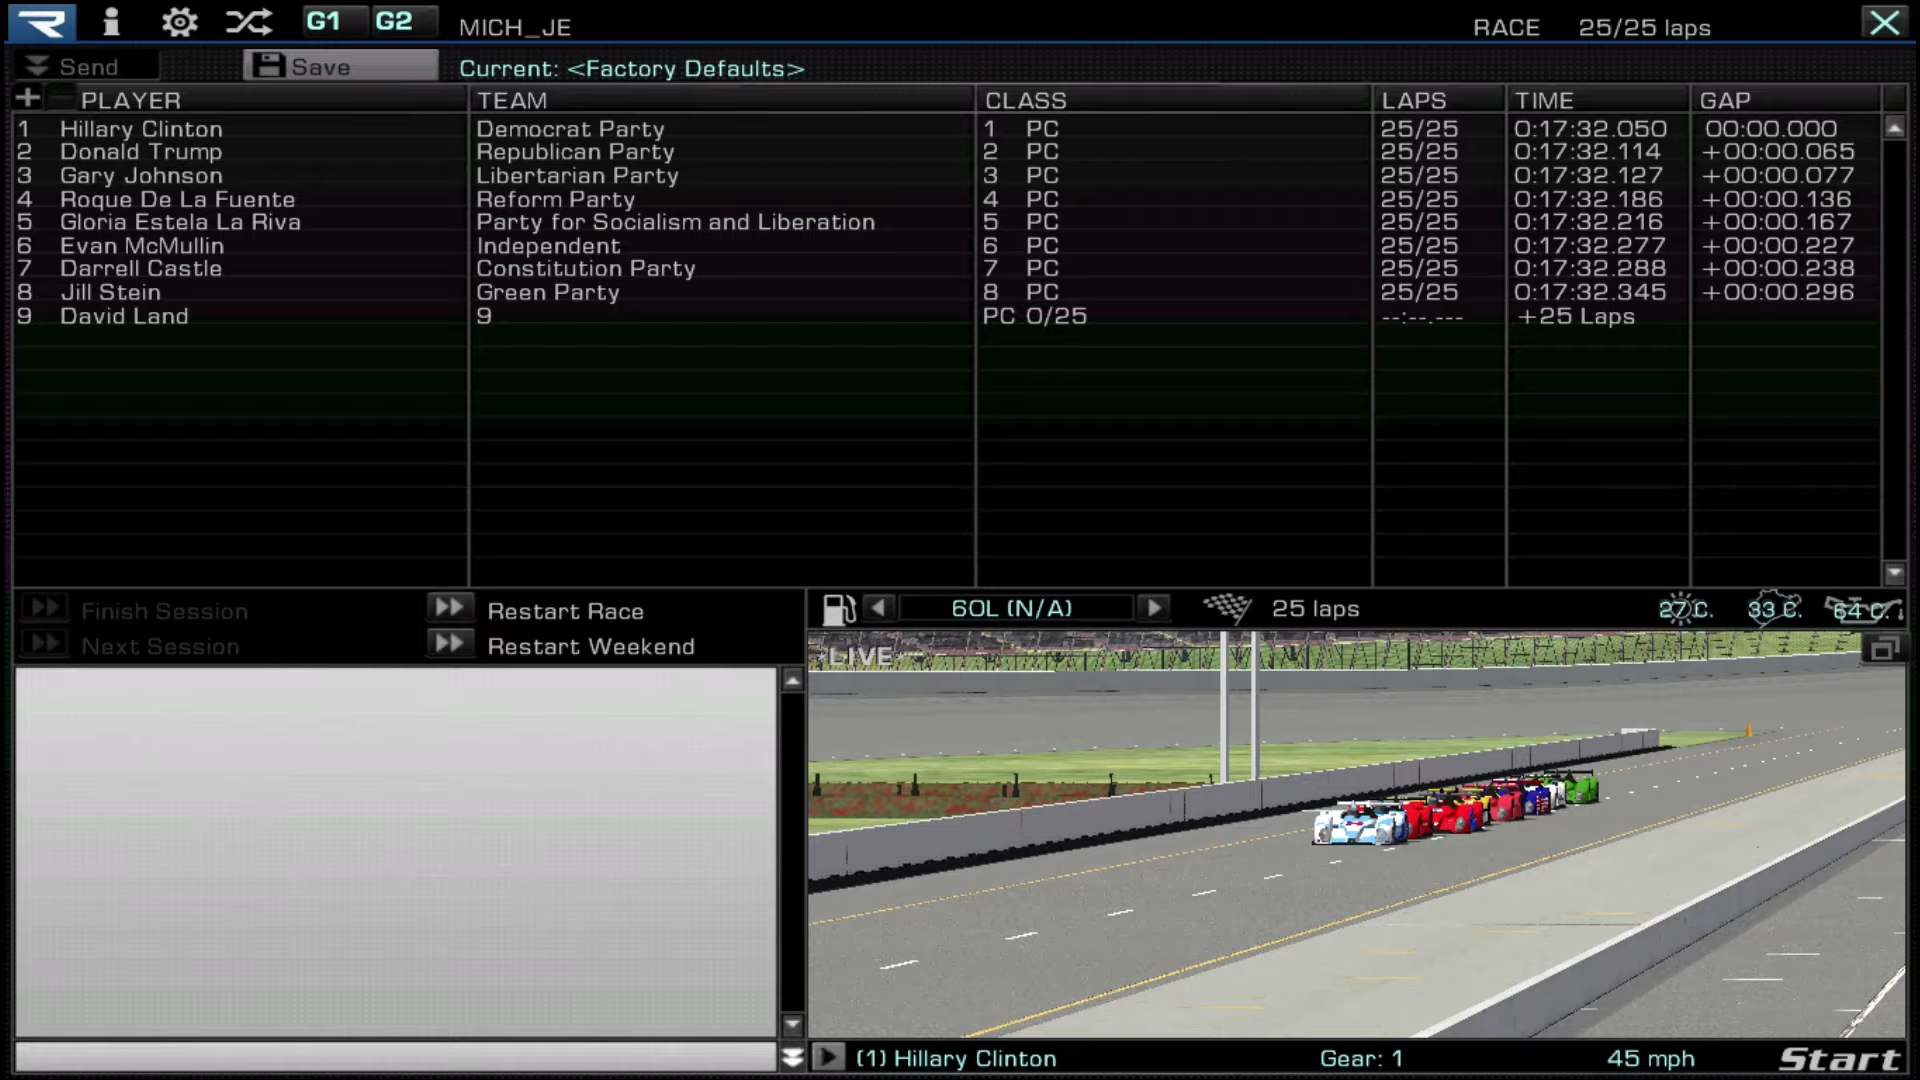 G1 G2 MICH_JE RACE 25/25 laps
Send Save Current: <Factory Defaults>
PLAYER TEAM CLASS LAPS TIME GAP
1 Hillary Clinton Democrat Party 1 PC 25/25 0:17:32.050 00:00.000
2 Donald Trump Republican Party 2 PC 25/25 0:17:32.114 +00:00.065
3 Gary Johnson Libertarian Party 3 PC 25/25 0:17:32.127 +00:00.077
4 Roque De La Fuente Reform Party 4 PC 25/25 0:17:32.186 +00:00.136
5 Gloria Estela La Riva Party for Socialism and Liberation 5 PC 25/25 0:17:32.216 +00:00.167
6 Evan McMullin Independent 6 PC 25/25 0:17:32.277 +00:00.227
7 Darrell Castle Constitution Party 7 PC 25/25 0:17:32.288 +00:00.238
8 Jill Stein Green Party 8 PC 25/25 0:17:32.345 +00:00.296
9 David Land 9 PC 0/25 --:--.--- +25 Laps
Finish Session Restart Race 60L (N/A) 25 laps 27 C. 33 C. 64 C.
Next Session Restart Weekend
*LIVE*
(1) Hillary Clinton Gear: 1 45 mph Start